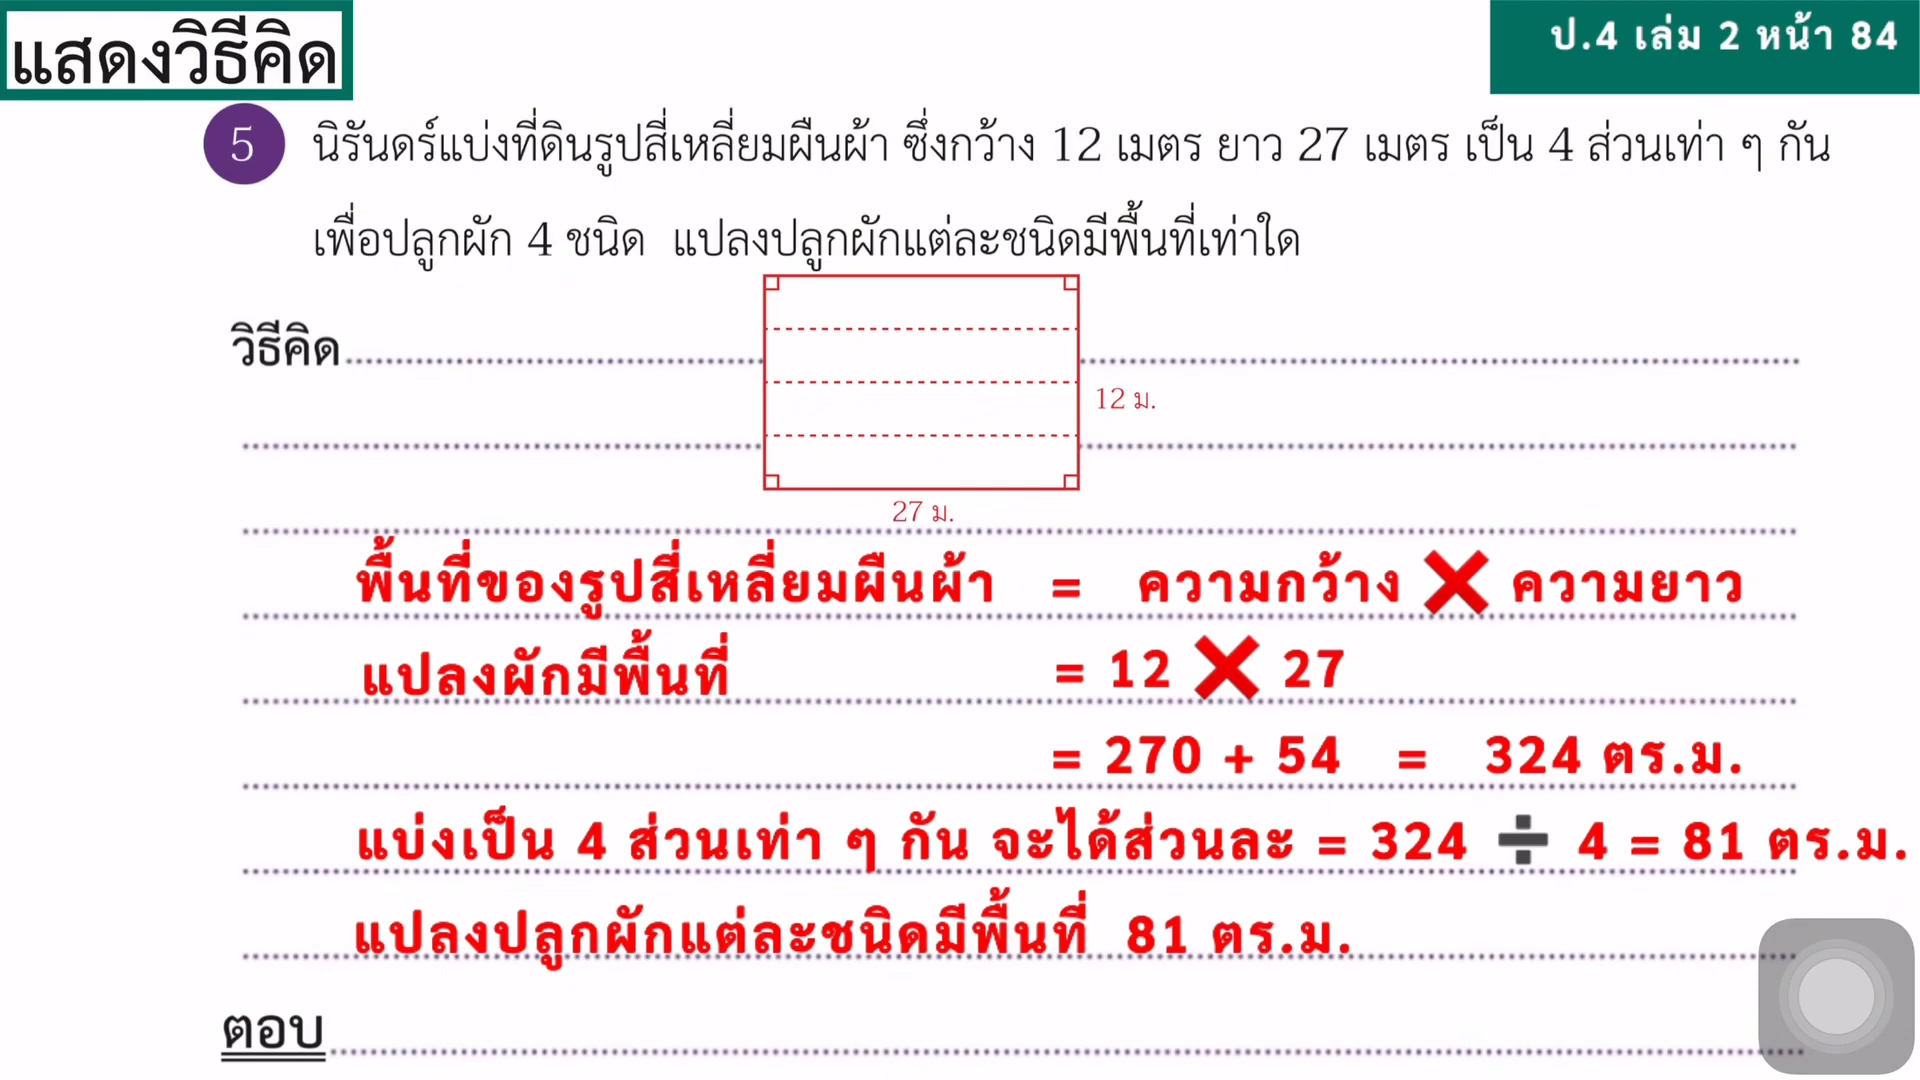 แสดงวิธีคิด
ป.4 เล่ม 2 หน้า 84
5 นิรันดร์แบ่งที่ดินรูปสี่เหลี่ยมผืนผ้า ซึ่งกว้าง 12 เมตร ยาว 27 เมตร เป็น 4 ส่วนเท่า ๆ กัน
เพื่อปลูกผัก 4 ชนิด แปลงปลูกผักแต่ละชนิดมีพื้นที่เท่าใด
วิธีคิด
12 ม.
27 ม.
พื้นที่ของรูปสี่เหลี่ยมผืนผ้า = ความกว้าง ❌ ความยาว
แปลงผักมีพื้นที่ = 12 ❌ 27
= 270 + 54 = 324 ตร.ม.
แบ่งเป็น 4 ส่วนเท่า ๆ กัน จะได้ส่วนละ = 324 ➗ 4 = 81 ตร.ม.
แปลงปลูกผักแต่ละชนิดมีพื้นที่ 81 ตร.ม.
ตอบ